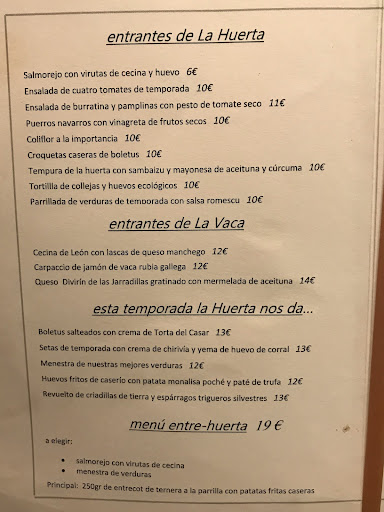 entrantes de La Huerta
Salmorejo con virutas de cecina y huevo 6€
Ensalada de cuatro tomates de temporada 10€
Ensalada de burratina y pamplinas con pesto de tomate seco 11€
Puerros navarros con vinagreta de frutos secos 10€
Coliflor a la importancia 10€
Croquetas caseras de boletus 10€
Tempura de la huerta con sambaizu y mayonesa de aceituna y cúrcuma 10€
Tortillla de collejas y huevos ecológicos 10€
Parrillada de verduras de temporada con salsa romescu 10€
entrantes de La Vaca
Cecina de León con lascas de queso manchego 12€
Carpaccio de jamón de vaca rubia gallega 12€
Queso Divirín de las Jarradillas gratinado con mermelada de aceituna 14€
esta temporada la Huerta nos da...
Boletus salteados con crema de Torta del Casar 13€
Setas de temporada con crema de chirivía y yema de huevo de corral 13€
Menestra de nuestras mejores verduras 12€
Huevos fritos de caserío con patata monalisa poché y paté de trufa 12€
Revuelto de criadillas de tierra y espárragos trigueros silvestres 13€
menú entre-huerta 19€
a elegir:
• salmorejo con virutas de cecina
• menestra de verduras
Principal: 250gr de entrecot de ternera a la parrilla con patatas fritas caseras